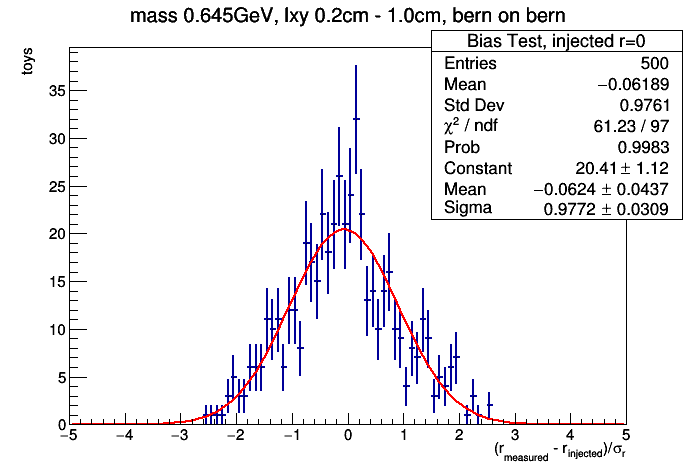 mass 0.645GeV, lxy 0.2cm - 1.0cm, bern on bern
Bias Test, injected r=0
Entries 500
Mean −0.06189
Std Dev 0.9761
χ² / ndf 61.23 / 97
Prob 0.9983
Constant 20.41 ± 1.12
Mean −0.0624 ± 0.0437
Sigma 0.9772 ± 0.0309
toys
35
30
25
20
15
10
5
0
−5 −4 −3 −2 −1 0 1 2 3 4 5
(r_measured - r_injected)/σ_r